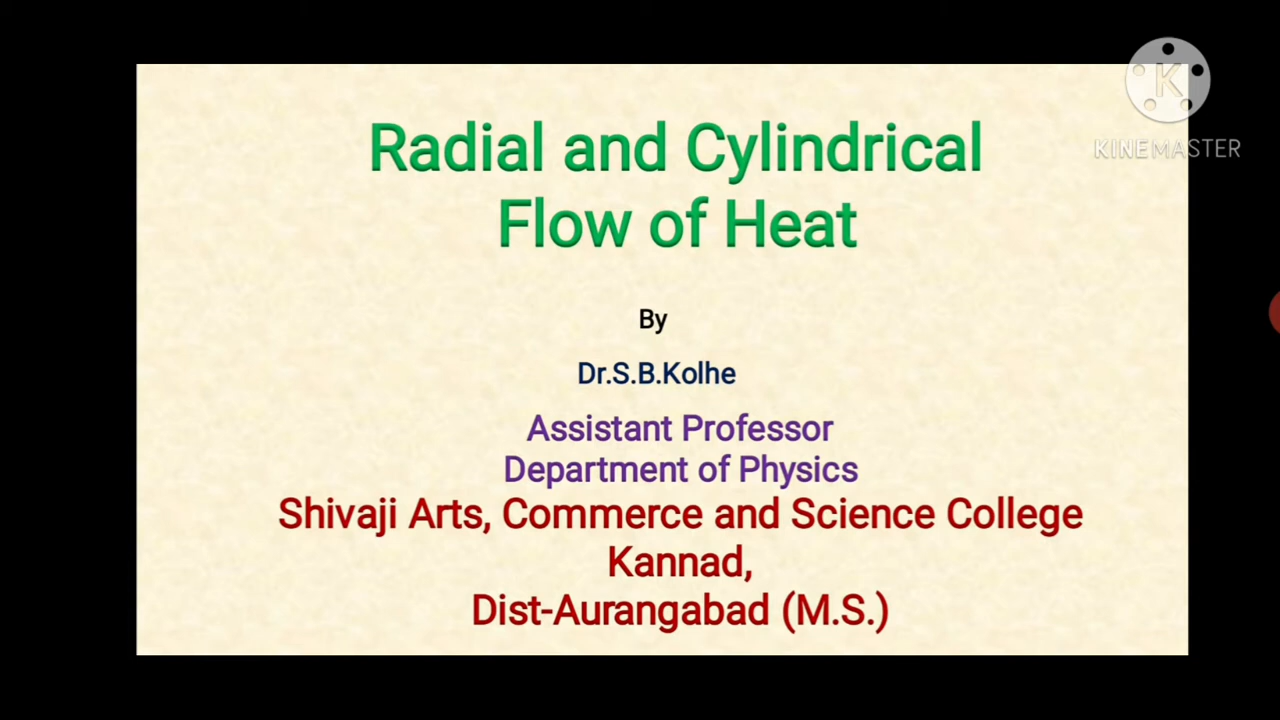 Radial and Cylindrical
Flow of Heat
By
Dr.S.B.Kolhe
Assistant Professor
Department of Physics
Shivaji Arts, Commerce and Science College
Kannad,
Dist-Aurangabad (M.S.)
K
KINEMASTER